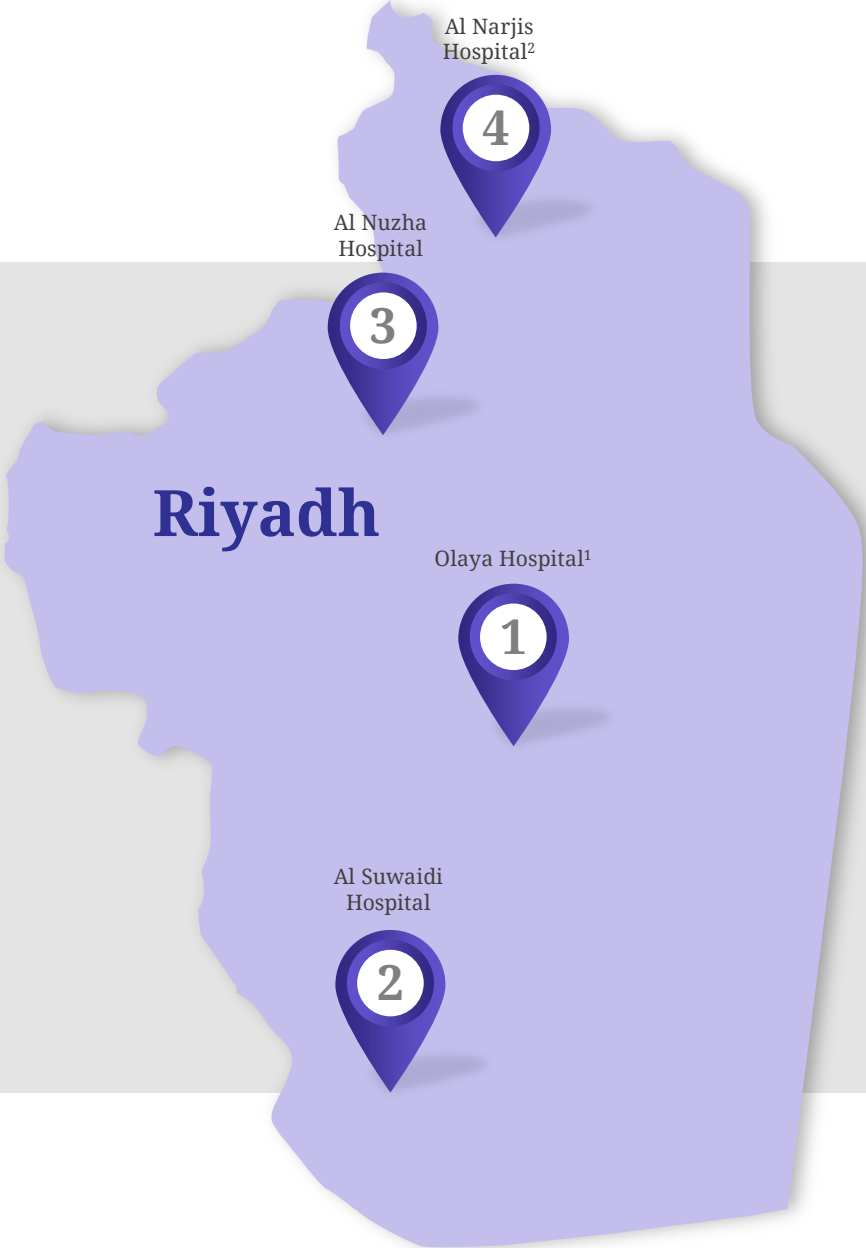 Al Narjis
Hospital²
4
Al Nuzha
Hospital
3
Riyadh
Olaya Hospital¹
1
Al Suwaidi
Hospital
2